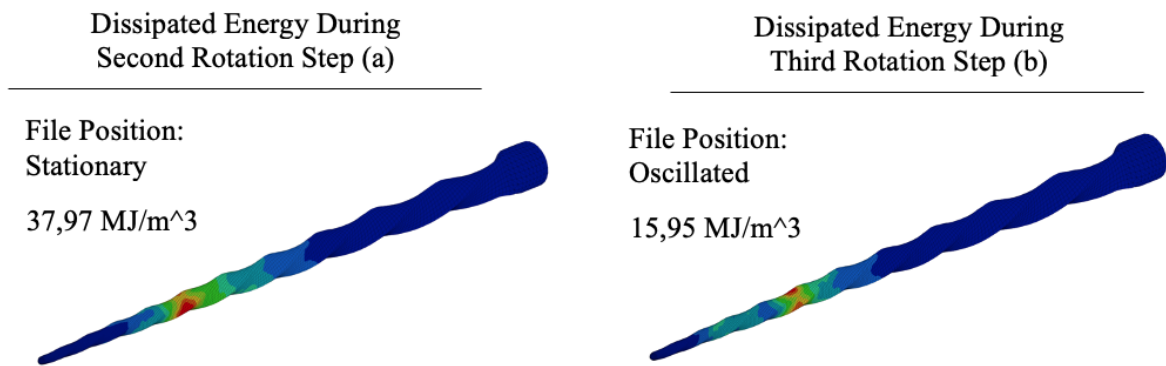 Dissipated Energy During
Second Rotation Step (a)
File Position:
Stationary
37,97 MJ/m^3
Dissipated Energy During
Third Rotation Step (b)
File Position:
Oscillated
15,95 MJ/m^3